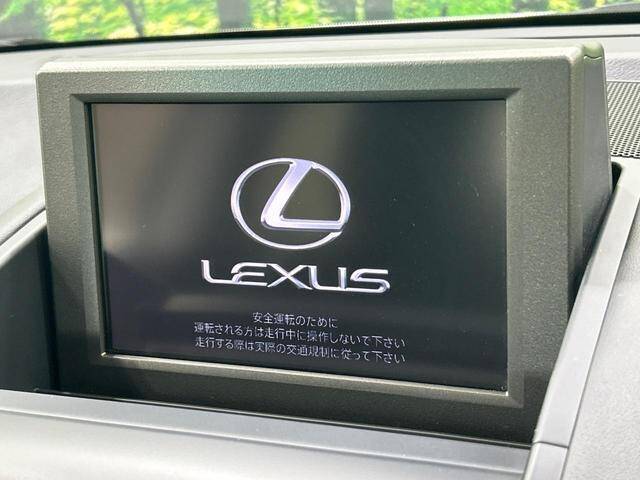 LEXUS
安全運転のために
運転される方は走行中に操作しないで下さい
走行する際は実際の交通規制に従って下さい